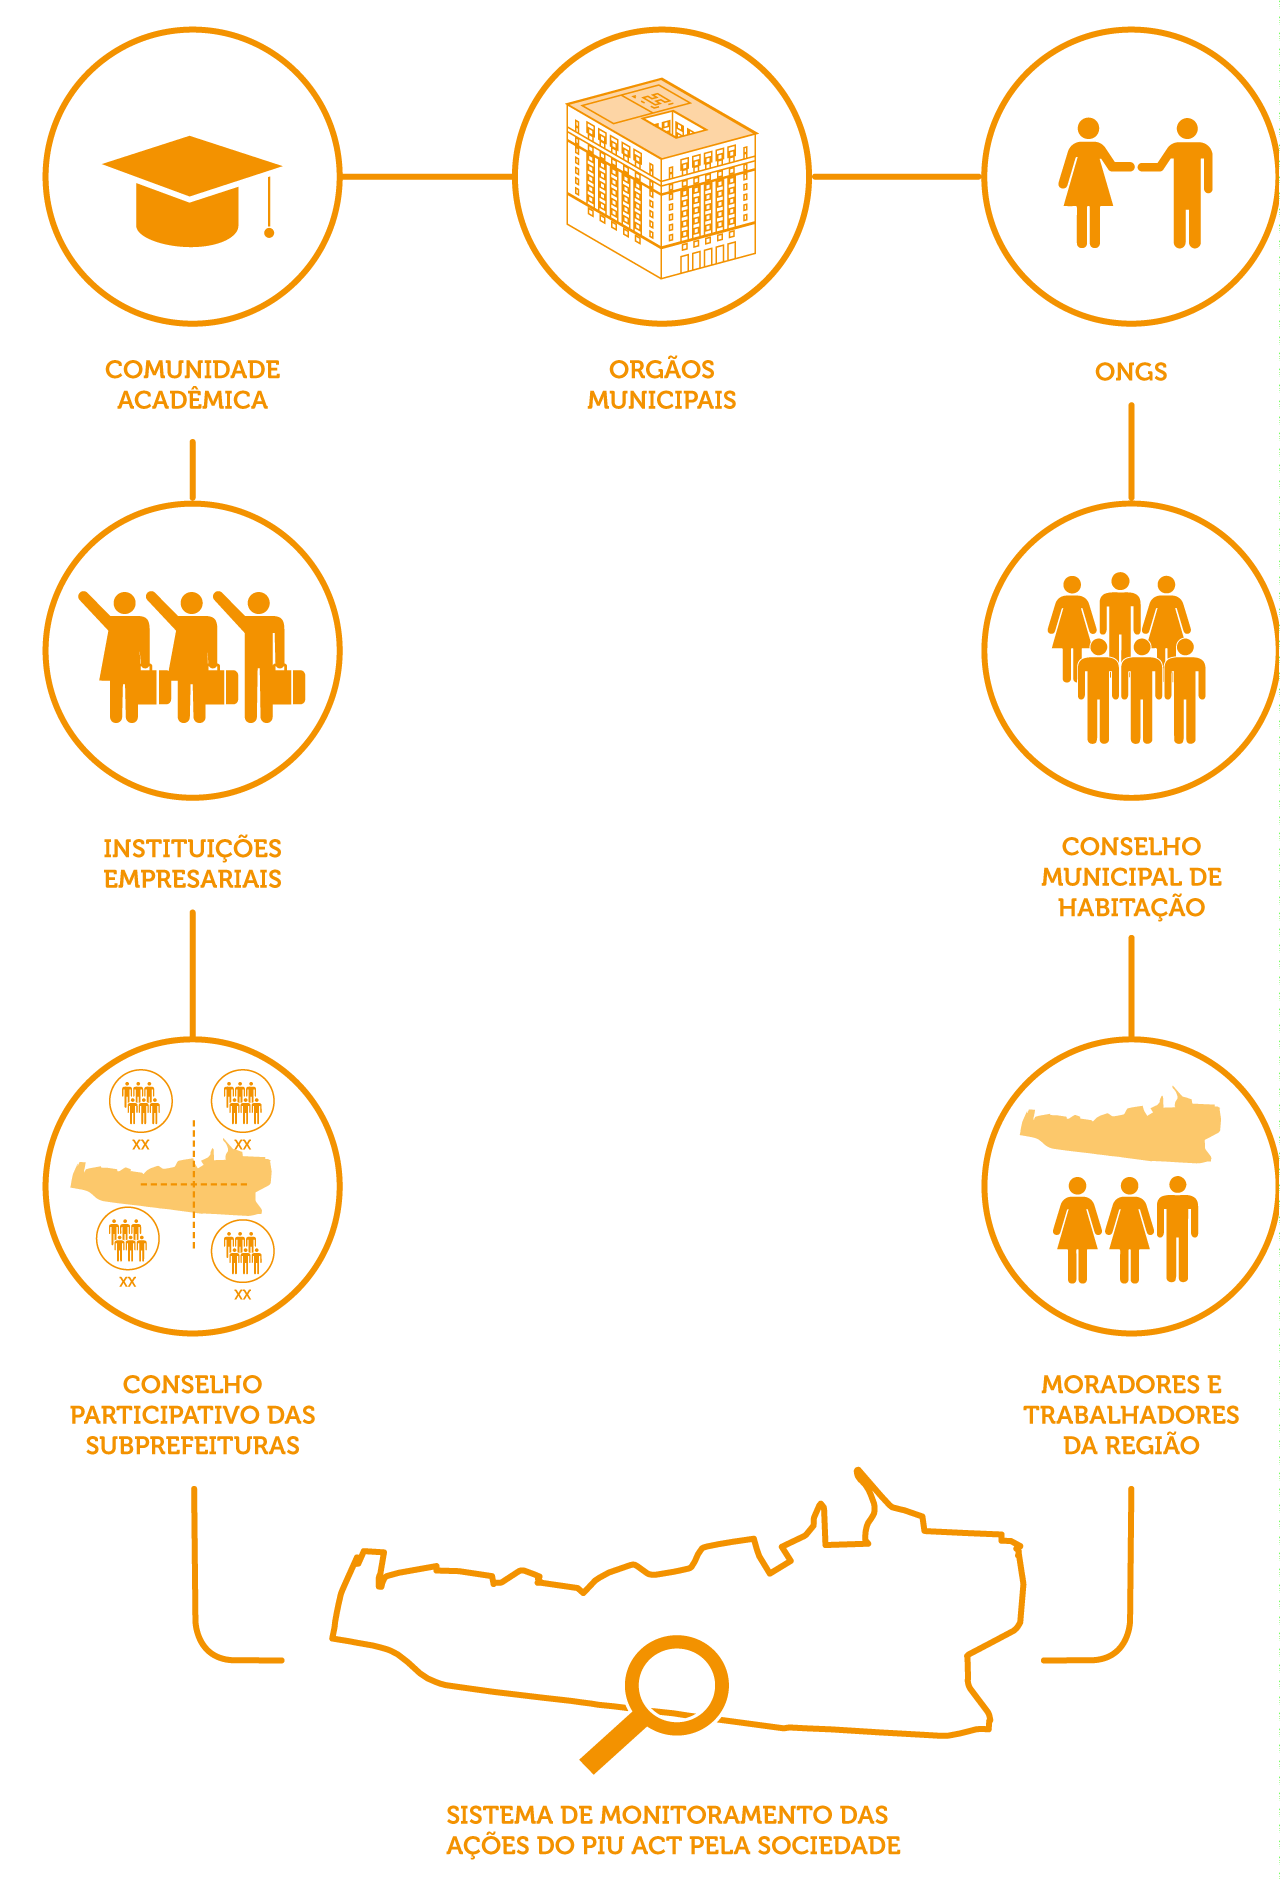 COMUNIDADE
ACADÊMICA
ORGÃOS
MUNICIPAIS
ONGS
INSTITUIÇÕES
EMPRESARIAIS
CONSELHO
MUNICIPAL DE
HABITAÇÃO
XX
XX
XX
XX
CONSELHO
PARTICIPATIVO DAS
SUBPREFEITURAS
MORADORES E
TRABALHADORES
DA REGIÃO
SISTEMA DE MONITORAMENTO DAS
AÇÕES DO PIU ACT PELA SOCIEDADE